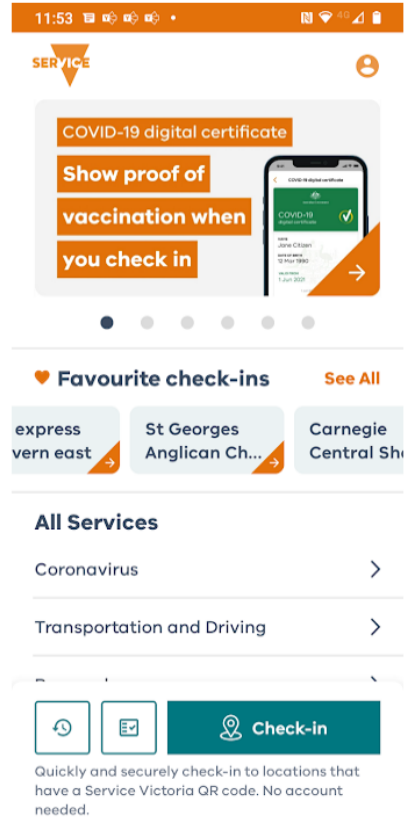 11:53
4G
SERVICE
COVID-19 digital certificate
Show proof of
vaccination when
you check in
COVID-19 digital certificate
COVID-19
Jane Citizen
12 Mar 1990
1 Jun 2021
Favourite check-ins
See All
express
vern east
St Georges
Anglican Ch...
Carnegie
Central Sh
All Services
Coronavirus
Transportation and Driving
Check-in
Quickly and securely check-in to locations that
have a Service Victoria QR code. No account
needed.